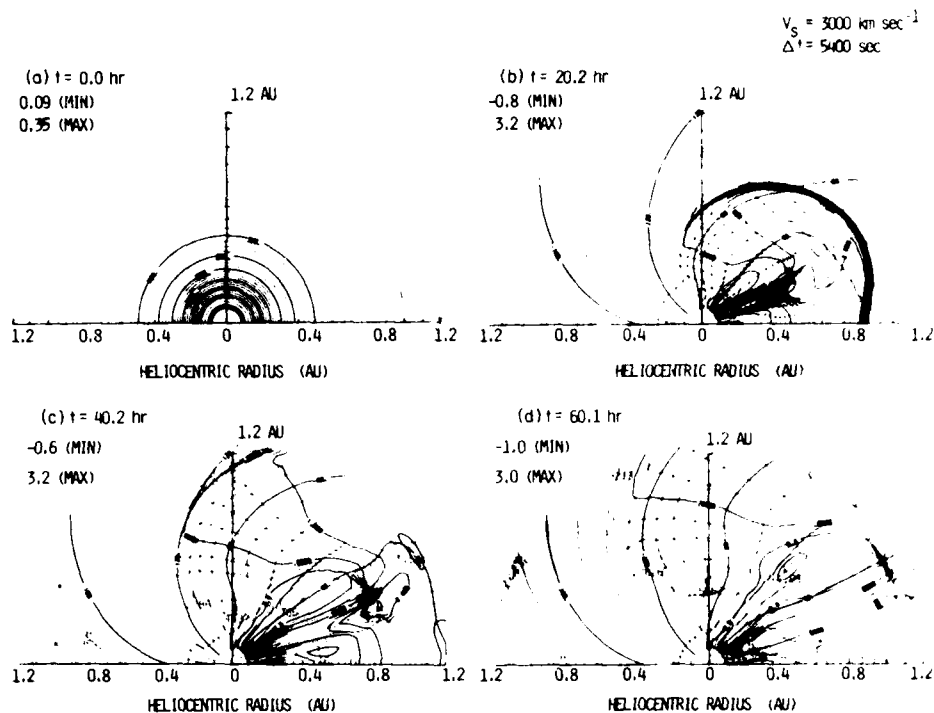 V_S = 3000 km sec^-1
Δt = 5400 sec
(a) t = 0.0 hr
0.09 (MIN)
0.35 (MAX)
1.2 AU
1.2 0.8 0.4 0 0.4 0.8 1.2
HELIOCENTRIC RADIUS (AU)
(b) t = 20.2 hr
-0.8 (MIN)
3.2 (MAX)
1.2 AU
1.2 0.8 0.4 0 0.4 0.8 1.2
HELIOCENTRIC RADIUS (AU)
(c) t = 40.2 hr
-0.6 (MIN)
3.2 (MAX)
1.2 AU
1.2 0.8 0.4 0 0.4 0.8 1.2
HELIOCENTRIC RADIUS (AU)
(d) t = 60.1 hr
-1.0 (MIN)
3.0 (MAX)
1.2 AU
1.2 0.8 0.4 0 0.4 0.8 1.2
HELIOCENTRIC RADIUS (AU)